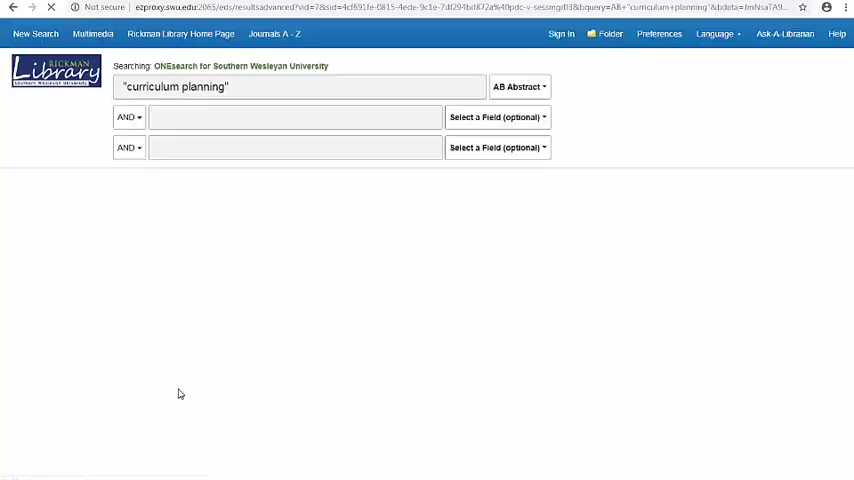 Not secure
ezproxy.swu.edu:2065/eds/resultsadvanced?vid=7&sid=4cf691fe-0815-4ede-9c1e-7df294bd872a%40pdc-v-sessmgr03&bquery=AB+"curriculum+planning"&bdata=JmNsaTA9...
New Search Multimedia Rickman Library Home Page Journals A - Z Sign In Folder Preferences Language Ask-A-Librarian Help
RICKMAN
Library
Southern Wesleyan University
Searching: ONEsearch for Southern Wesleyan University
"curriculum planning" AB Abstract
AND Select a Field (optional)
AND Select a Field (optional)